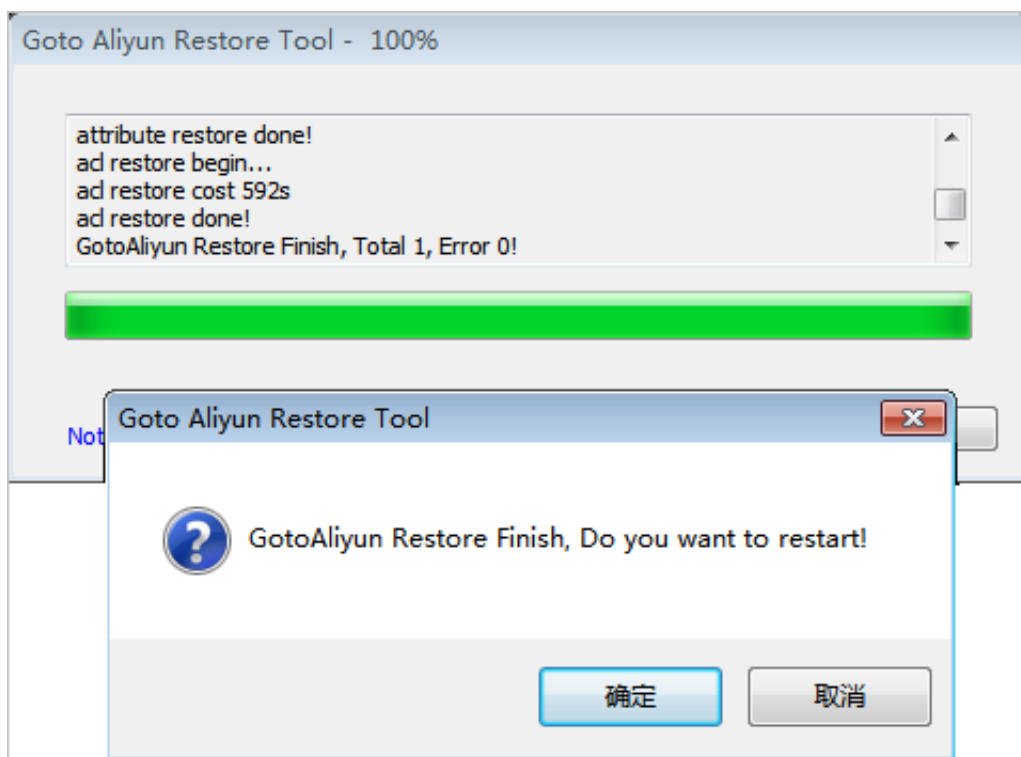 Goto Aliyun Restore Tool - 100%
attribute restore done!
acl restore begin...
acl restore cost 592s
acl restore done!
GotoAliyun Restore Finish, Total 1, Error 0!
Not
Goto Aliyun Restore Tool
GotoAliyun Restore Finish, Do you want to restart!
确定
取消